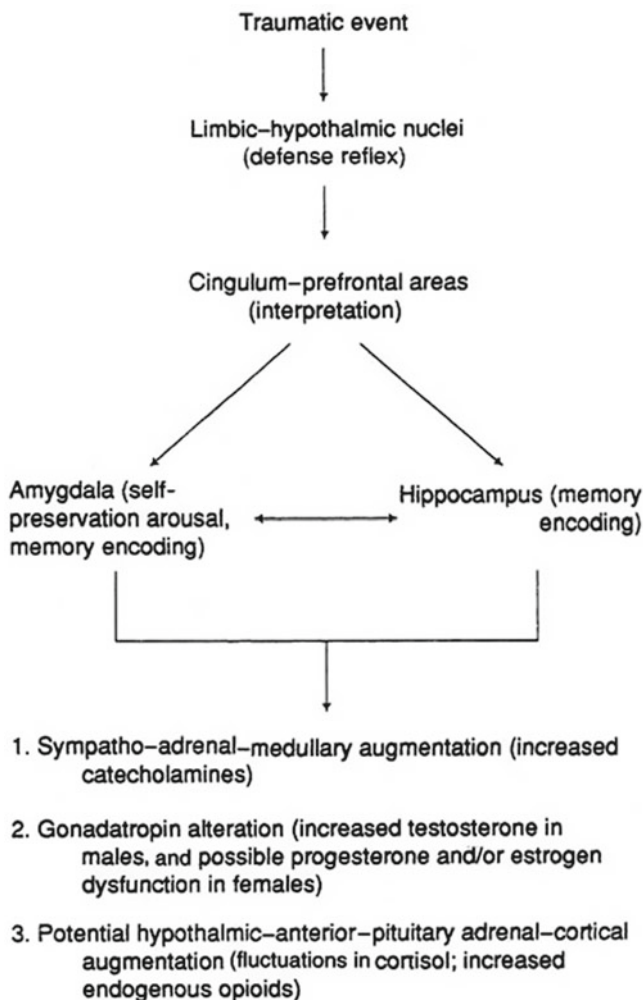 Traumatic event
Limbic–hypothalmic nuclei
(defense reflex)
Cingulum–prefrontal areas
(interpretation)
Amygdala (self-
preservation arousal,
memory encoding)
Hippocampus (memory
encoding)
1. Sympatho–adrenal–medullary augmentation (increased
catecholamines)
2. Gonadatropin alteration (increased testosterone in
males, and possible progesterone and/or estrogen
dysfunction in females)
3. Potential hypothalmic–anterior–pituitary adrenal–cortical
augmentation (fluctuations in cortisol; increased
endogenous opioids)